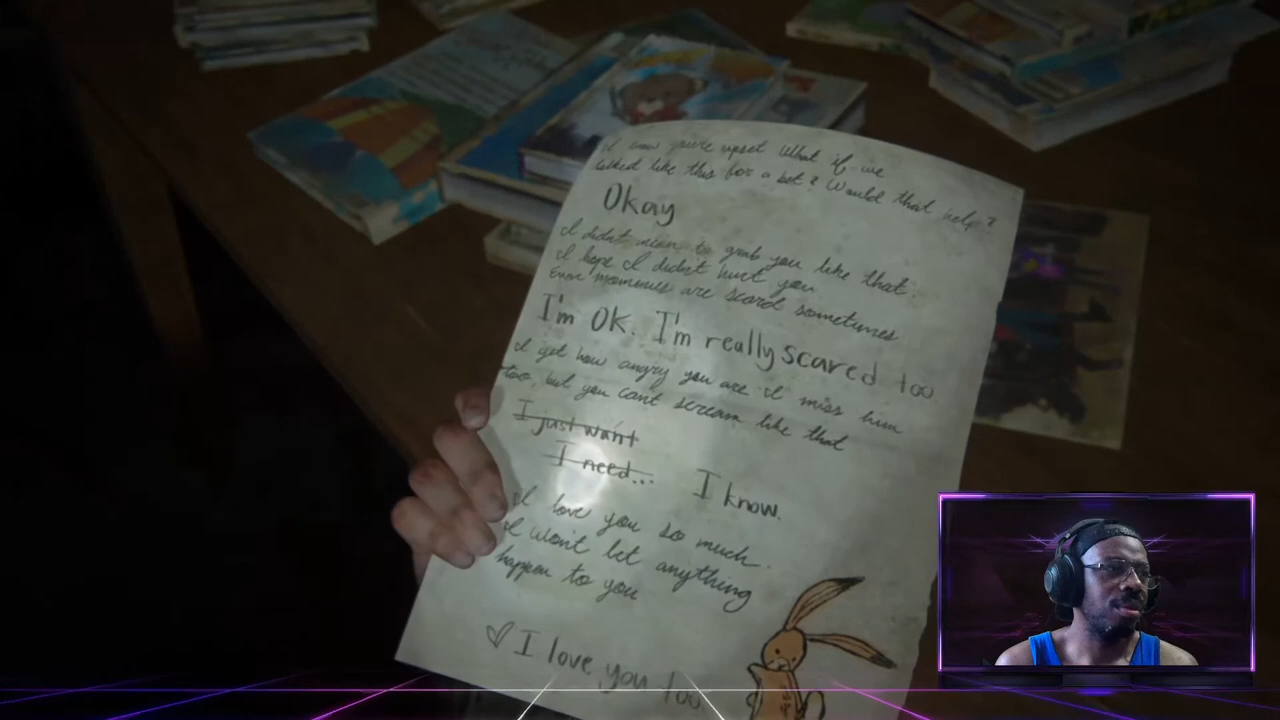 I know you're upset What if we
talked like this for a bit? Would that help?
Okay
I didn't mean to grab you like that.
I hope I didn't hurt you
Even mommies are scared sometimes
I'm OK. I'm really scared too
I get how angry you are I miss him
too, but you can't scream like that
I just want
I need... I know.
I love you so much.
I won't let anything
happen to you
I love you too